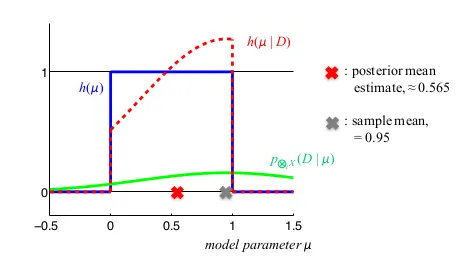 h(μ | D)
1
h(μ)
0
p⊗ᵢXᵢ(D | μ)
−0.5 0 0.5 1 1.5
model parameter μ
: posterior mean
estimate, ≈ 0.565
: sample mean,
= 0.95